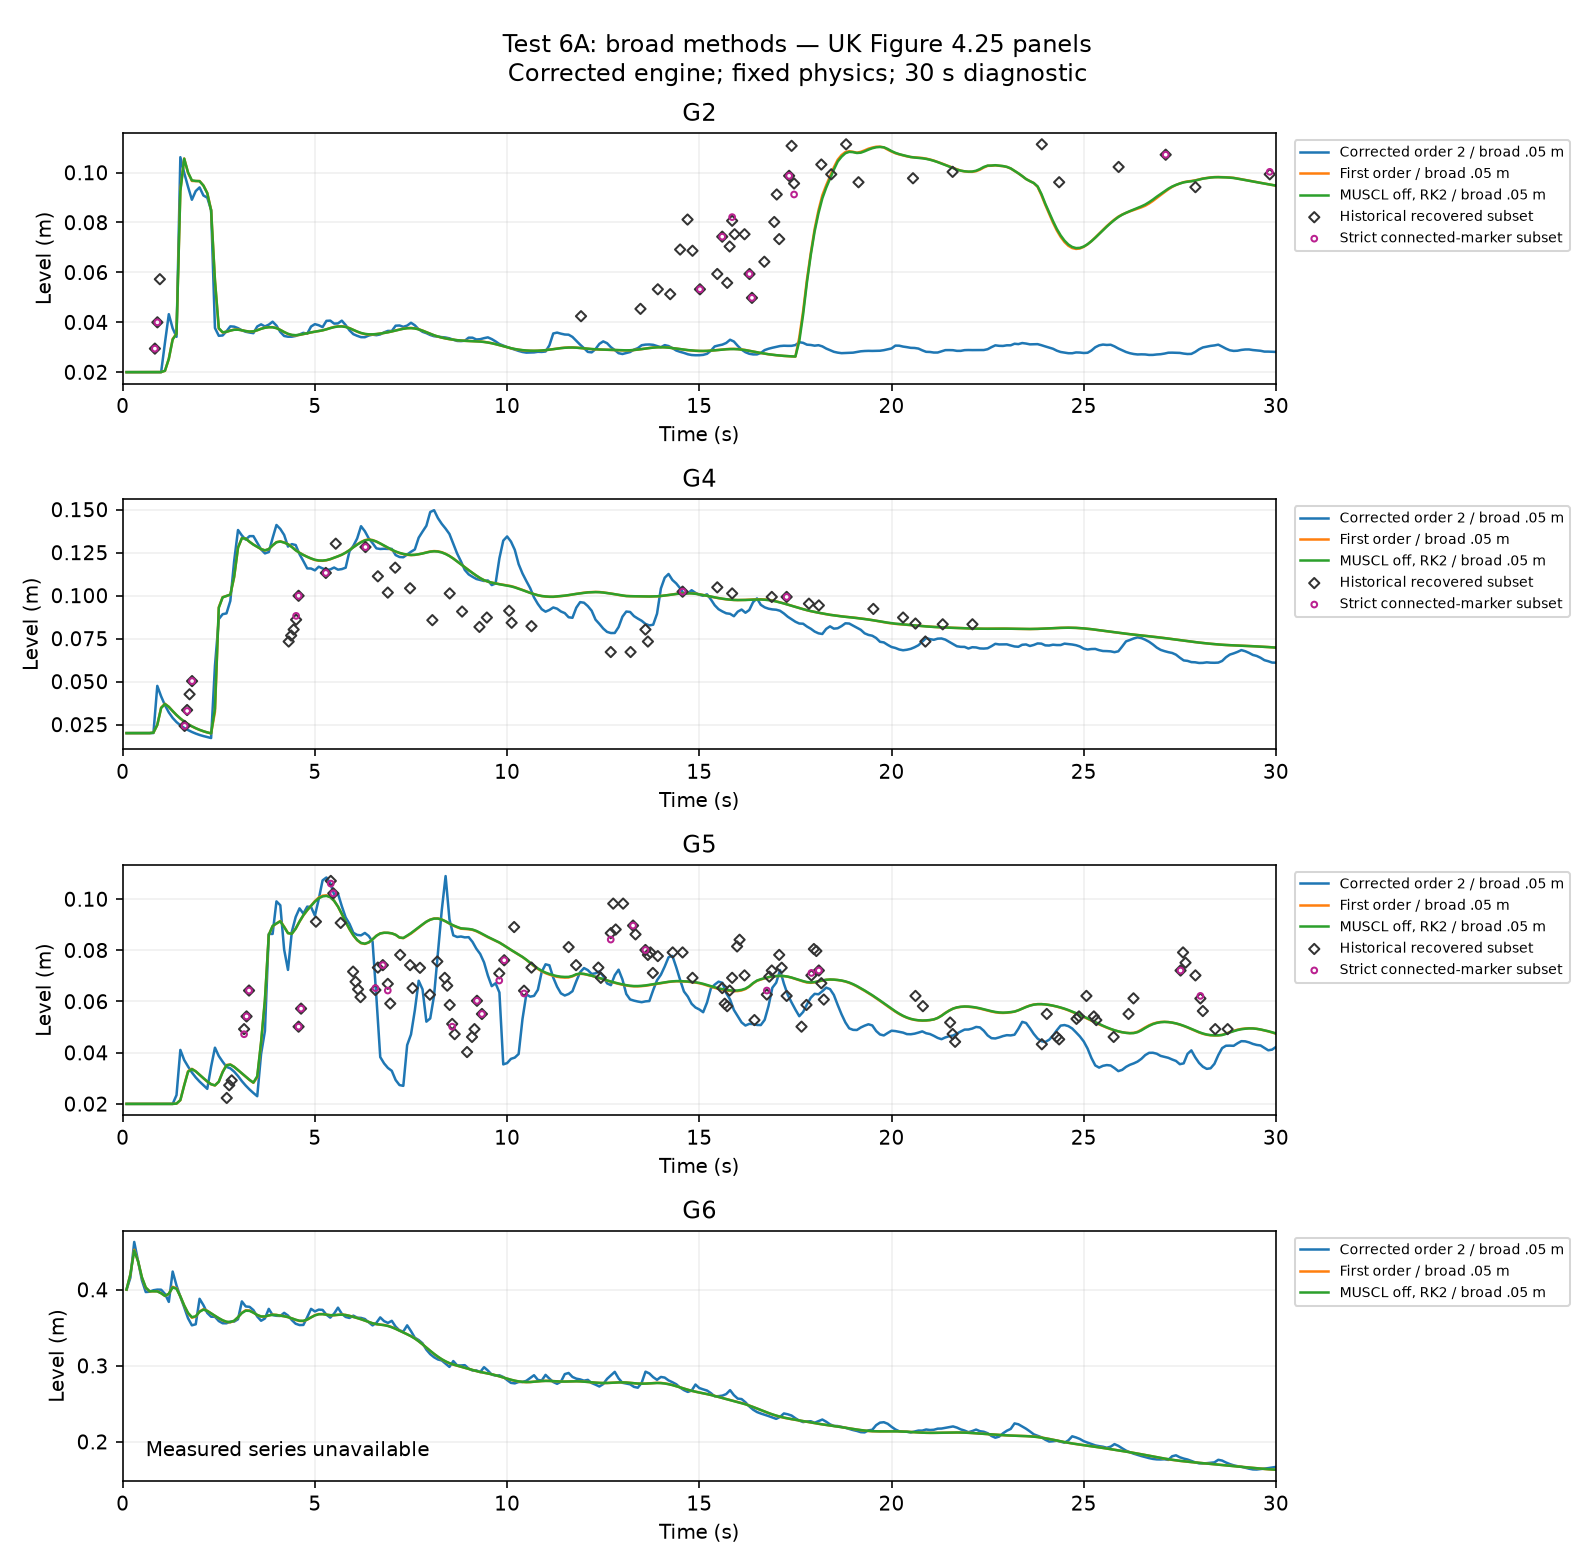 Test 6A: broad methods — UK Figure 4.25 panels
Corrected engine; fixed physics; 30 s diagnostic
G2
Level (m)
0.10
0.08
0.06
0.04
0.02
0 5 10 15 20 25 30
Time (s)
Corrected order 2 / broad .05 m
First order / broad .05 m
MUSCL off, RK2 / broad .05 m
Historical recovered subset
Strict connected-marker subset
G4
Level (m)
0.150
0.125
0.100
0.075
0.050
0.025
0 5 10 15 20 25 30
Time (s)
Corrected order 2 / broad .05 m
First order / broad .05 m
MUSCL off, RK2 / broad .05 m
Historical recovered subset
Strict connected-marker subset
G5
Level (m)
0.10
0.08
0.06
0.04
0.02
0 5 10 15 20 25 30
Time (s)
Corrected order 2 / broad .05 m
First order / broad .05 m
MUSCL off, RK2 / broad .05 m
Historical recovered subset
Strict connected-marker subset
G6
Level (m)
0.4
0.3
0.2
Measured series unavailable
0 5 10 15 20 25 30
Time (s)
Corrected order 2 / broad .05 m
First order / broad .05 m
MUSCL off, RK2 / broad .05 m